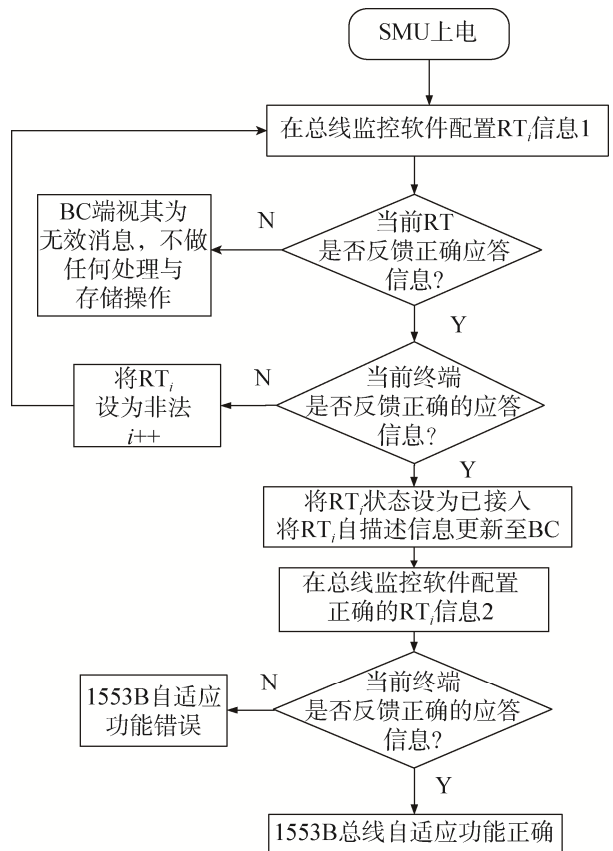 SMU上电
在总线监控软件配置RTi信息1
当前RT
是否反馈正确应答
信息?
N
BC端视其为
无效消息，不做
任何处理与
存储操作
Y
当前终端
是否反馈正确的应答
信息?
N
将RTi
设为非法
i++
Y
将RTi状态设为已接入
将RTi自描述信息更新至BC
在总线监控软件配置
正确的RTi信息2
当前终端
是否反馈正确的应答
信息?
N
1553B自适应
功能错误
Y
1553B总线自适应功能正确